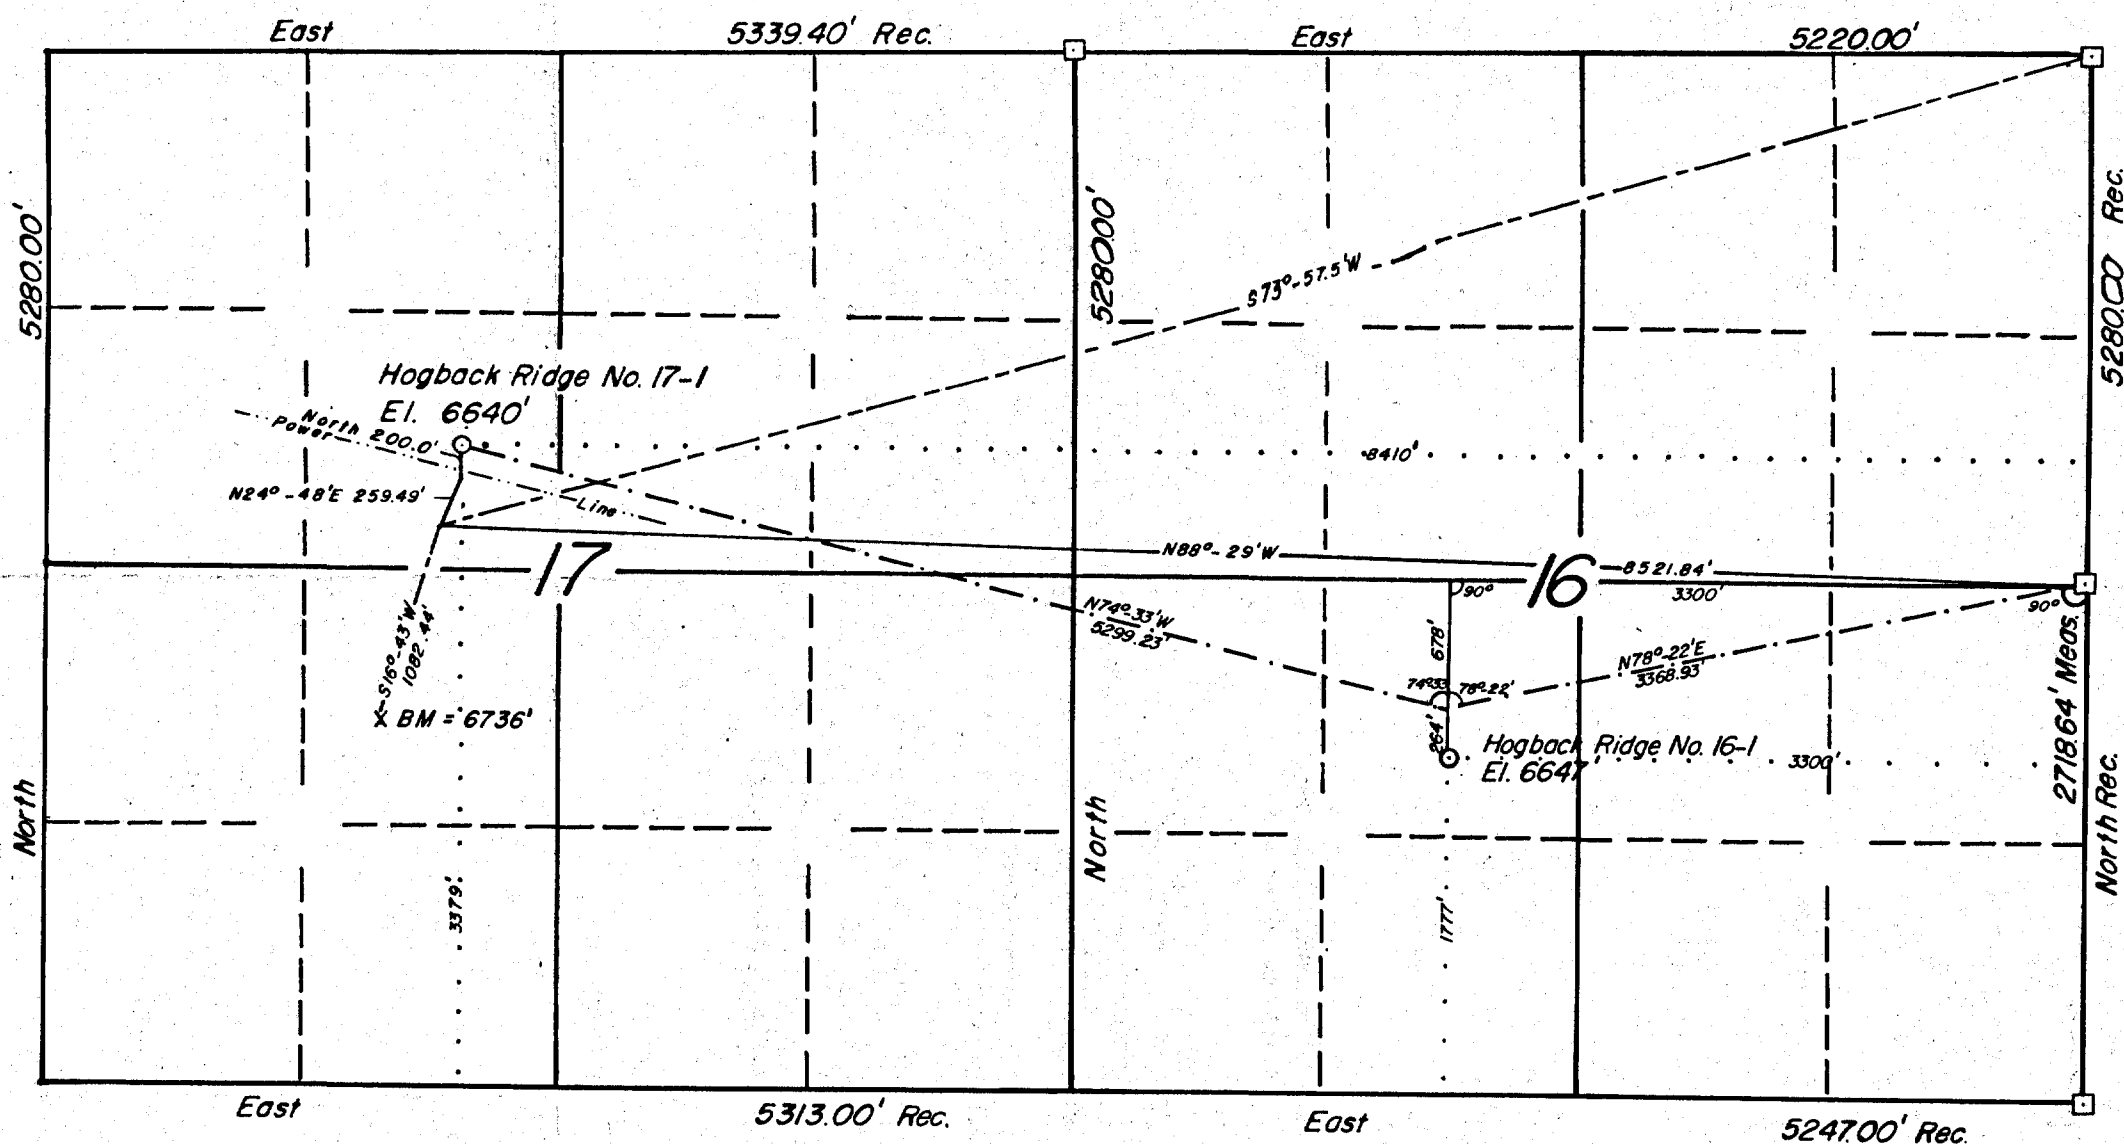 East
5339.40' Rec.
East
5220.00'
5280.00'
5280.00'
5280.00' Rec.
S73°-57.5'W
Hogback Ridge No. 17-1
El. 6640'
North
200.0'
Power
Line
8410'
N24°-48'E 259.49'
N88°-29'W
8521.84'
17
16
3300'
90°
90°
S16°-43'W
1082.44'
N74°-33'W
5299.23'
678'
N78°-22'E
3368.93'
74°33'
78°-22'
264'
X BM = 6736'
Hogback Ridge No. 16-1
El. 6647'
3300'
2718.64' Meas.
North
North
North Rec.
3379'
1777'
East
5313.00' Rec.
East
5247.00' Rec.